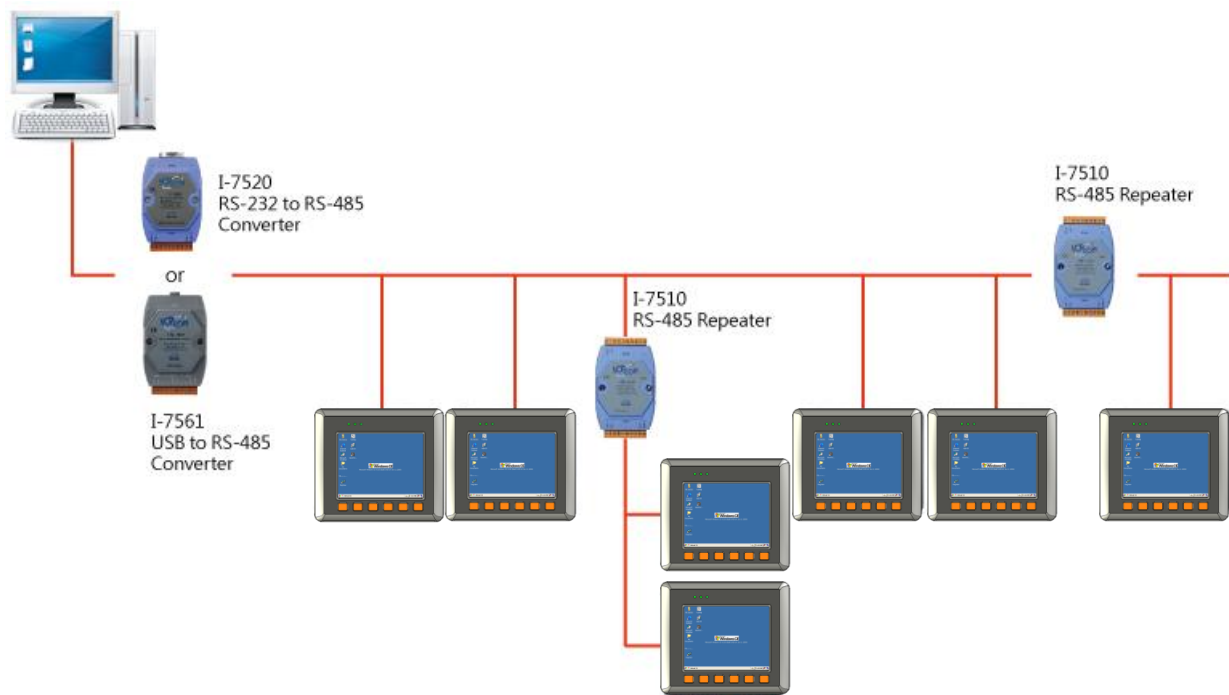 I-7520
RS-232 to RS-485
Converter
or
I-7561
USB to RS-485
Converter
I-7510
RS-485 Repeater
I-7510
RS-485 Repeater